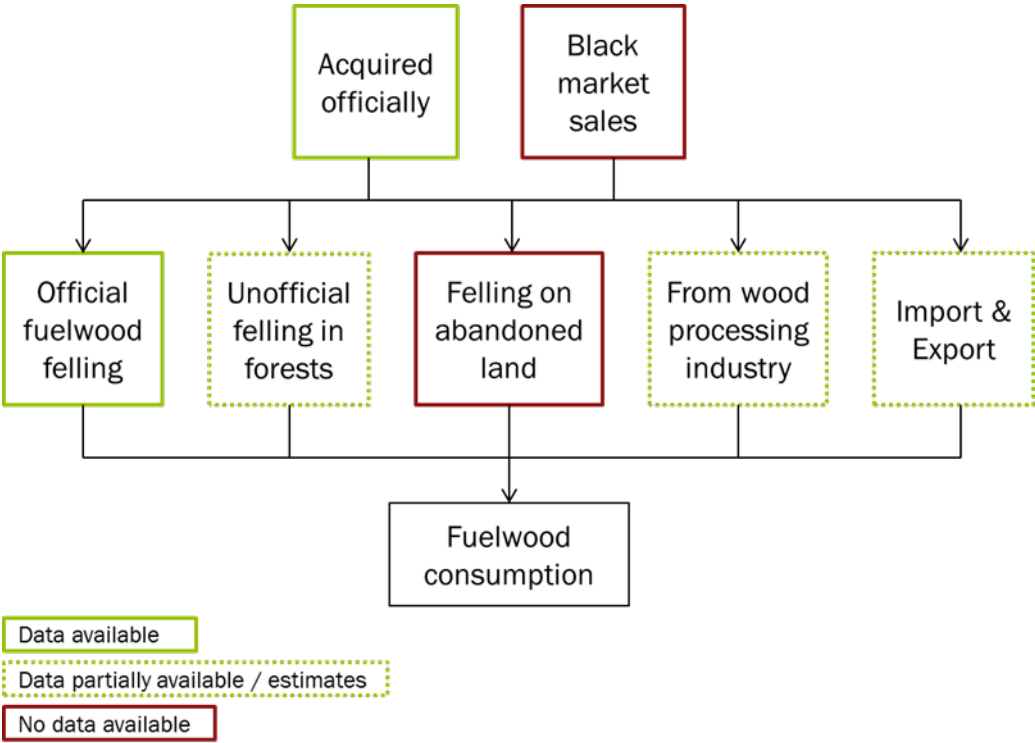 Acquired
officially
Black
market
sales
Official
fuelwood
felling
Unofficial
felling in
forests
Felling on
abandoned
land
From wood
processing
industry
Import &
Export
Fuelwood
consumption
Data available
Data partially available / estimates
No data available